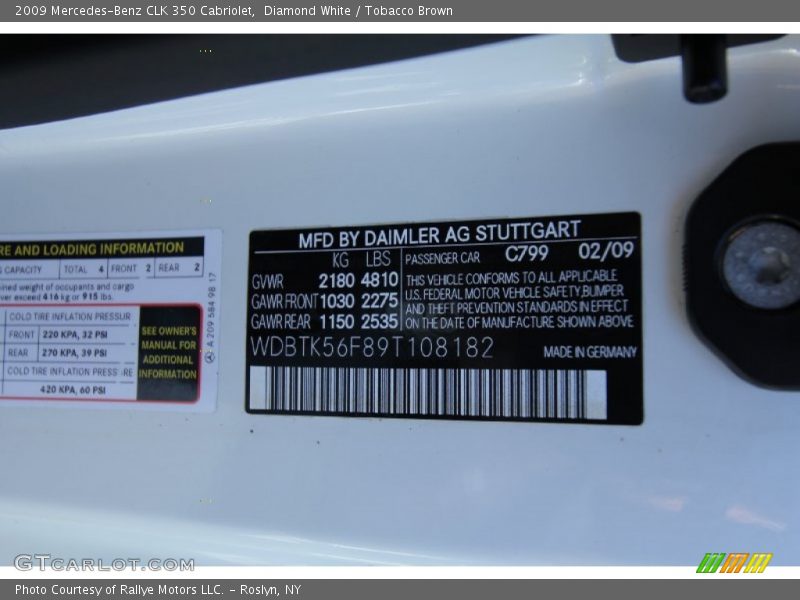 2009 Mercedes-Benz CLK 350 Cabriolet, Diamond White / Tobacco Brown
RE AND LOADING INFORMATION
CAPACITY TOTAL 4 FRONT 2 REAR 2
ined weight of occupants and cargo
ver exceed 416 kg or 915 lbs.
COLD TIRE INFLATION PRESSURE
FRONT 220 KPA, 32 PSI
REAR 270 KPA, 39 PSI
COLD TIRE INFLATION PRESS RE
420 KPA, 60 PSI
SEE OWNER'S
MANUAL FOR
ADDITIONAL
INFORMATION
A 209 584 98 17
MFD BY DAIMLER AG STUTTGART
KG LBS PASSENGER CAR C799 02/09
GVWR 2180 4810
GAWR FRONT 1030 2275
GAWR REAR 1150 2535
THIS VEHICLE CONFORMS TO ALL APPLICABLE
U.S. FEDERAL MOTOR VEHICLE SAFETY,BUMPER
AND THEFT PREVENTION STANDARDS IN EFFECT
ON THE DATE OF MANUFACTURE SHOWN ABOVE
WDBTK56F89T108182 MADE IN GERMANY
GTCARLOT.COM
Photo Courtesy of Rallye Motors LLC. - Roslyn, NY